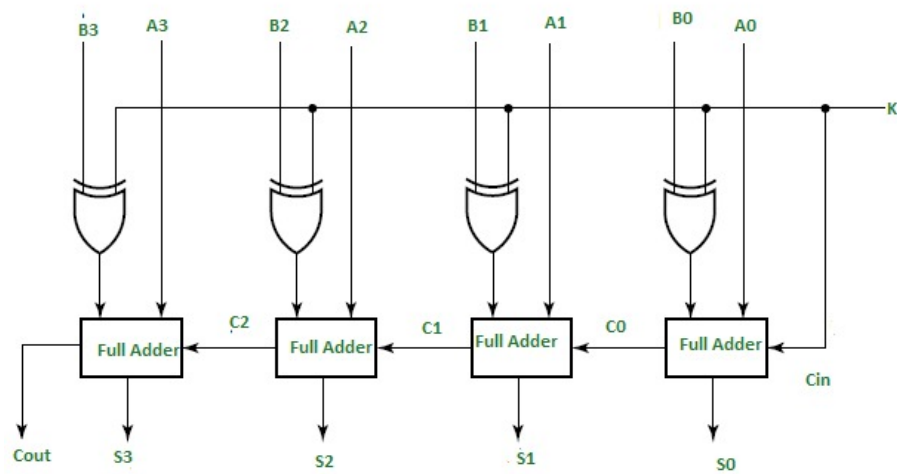 B3 A3 B2 A2 B1 A1 B0 A0
K
C2 C1 C0
Full Adder Full Adder Full Adder Full Adder
Cin
Cout S3 S2 S1 S0